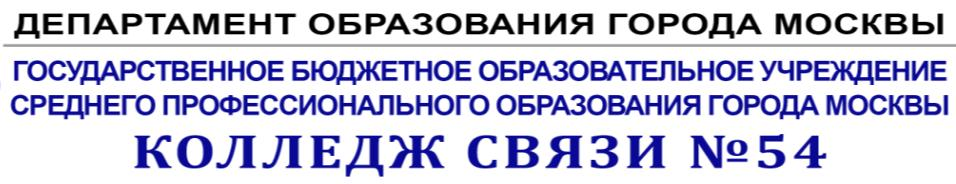 ДЕПАРТАМЕНТ ОБРАЗОВАНИЯ ГОРОДА МОСКВЫ
ГОСУДАРСТВЕННОЕ БЮДЖЕТНОЕ ОБРАЗОВАТЕЛЬНОЕ УЧРЕЖДЕНИЕ
СРЕДНЕГО ПРОФЕССИОНАЛЬНОГО ОБРАЗОВАНИЯ ГОРОДА МОСКВЫ
КОЛЛЕДЖ СВЯЗИ №54